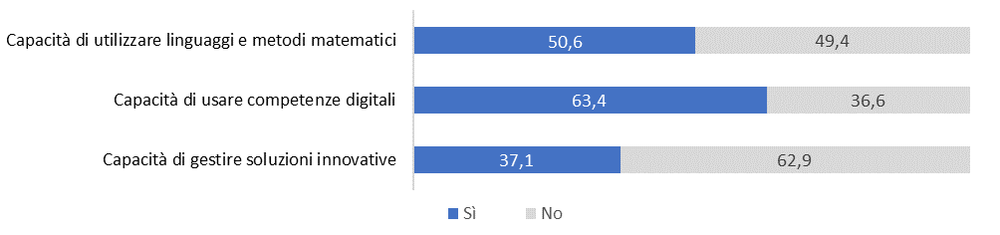 Capacità di utilizzare linguaggi e metodi matematici 50,6 49,4
Capacità di usare competenze digitali 63,4 36,6
Capacità di gestire soluzioni innovative 37,1 62,9
Sì No